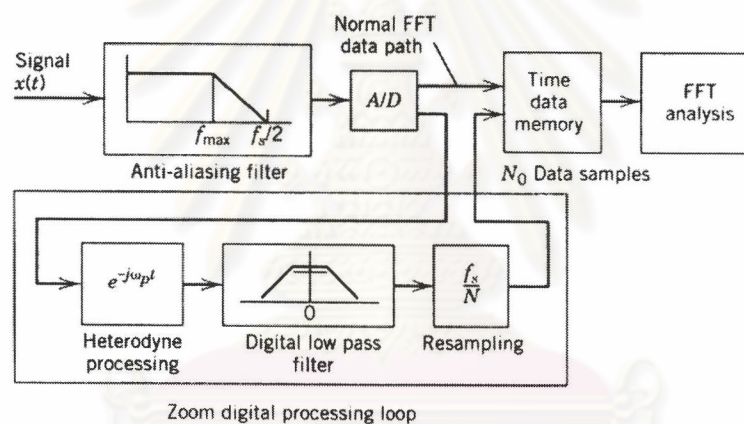 Normal FFT
data path
Signal
x(t)
f_max
f_s/2
A/D
Time
data
memory
FFT
analysis
Anti-aliasing filter
N₀ Data samples
e^{-jω_p t}
0
f_s/N
Heterodyne
processing
Digital low pass
filter
Resampling
Zoom digital processing loop